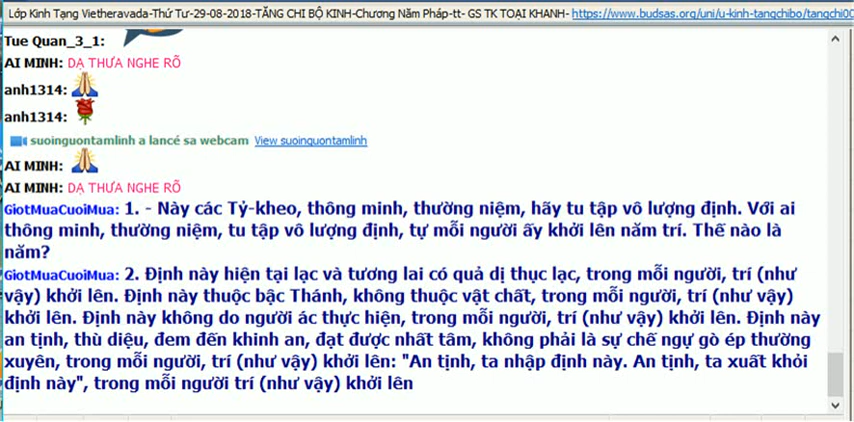 Lớp Kinh Tạng Vietheravada-Thứ Tư-29-08-2018-TĂNG CHI BỘ KINH-Chương Năm Pháp-tt- GS TK TOẠI KHANH- https://www.budsas.org/uni/u-kinh-tangchibo/tangchi00
Tue Quan_3_1:
AI MINH: DẠ THƯA NGHE RÕ
anh1314:
anh1314:
suoinguontamlinh a lancé sa webcam View suoinguontamlinh
AI MINH:
AI MINH: DẠ THƯA NGHE RÕ
GiotMuaCuoiMua: 1. - Này các Tỷ-kheo, thông minh, thường niệm, hãy tu tập vô lượng định. Với ai
thông minh, thường niệm, tu tập vô lượng định, tự mỗi người ấy khởi lên năm trí. Thế nào là
năm?
GiotMuaCuoiMua: 2. Định này hiện tại lạc và tương lai có quả dị thục lạc, trong mỗi người, trí (như
vậy) khởi lên. Định này thuộc bậc Thánh, không thuộc vật chất, trong mỗi người, trí (như vậy)
khởi lên. Định này không do người ác thực hiện, trong mỗi người, trí (như vậy) khởi lên. Định này
an tịnh, thù diệu, đem đến khinh an, đạt được nhất tâm, không phải là sự chế ngự gò ép thường
xuyên, trong mỗi người, trí (như vậy) khởi lên: "An tịnh, ta nhập định này. An tịnh, ta xuất khỏi
định này", trong mỗi người trí (như vậy) khởi lên